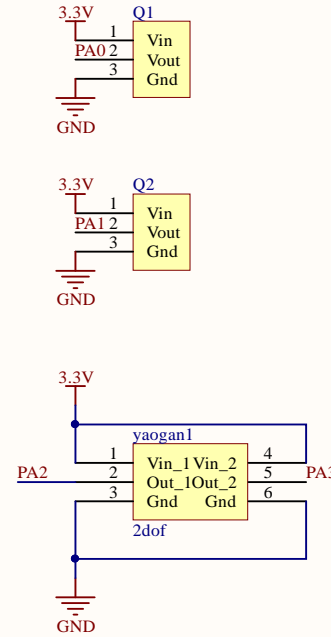 3.3V Q1
1 Vin
PA0 2 Vout
3 Gnd
GND
3.3V Q2
1 Vin
PA1 2 Vout
3 Gnd
GND
3.3V
yaogan1
1 Vin_1 Vin_2 4
PA2 2 Out_1 Out_2 5 PA3
3 Gnd Gnd 6
2dof
GND